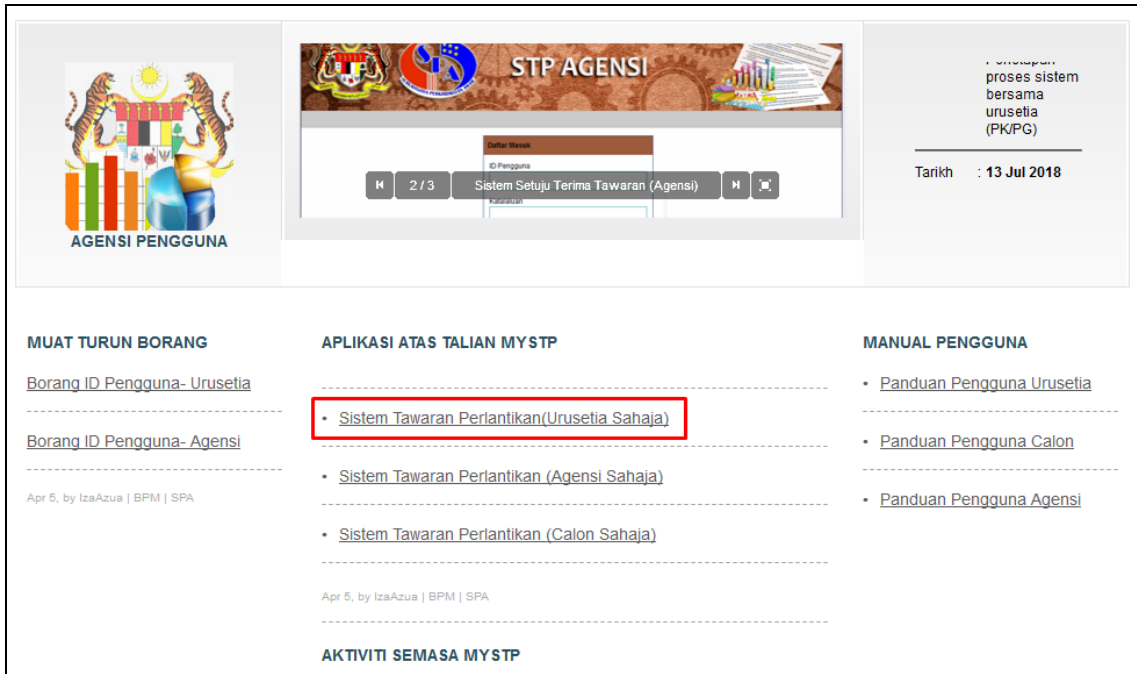 AGENSI PENGGUNA
STP AGENSI
Daftar Masuk
ID Pengguna
2 / 3
Sistem Setuju Terima Tawaran (Agensi)
Katalaluan
proses sistem
bersama
urusetia
(PK/PG)
Tarikh : 13 Jul 2018
MUAT TURUN BORANG
Borang ID Pengguna- Urusetia
Borang ID Pengguna- Agensi
Apr 5, by IzaAzua | BPM | SPA
APLIKASI ATAS TALIAN MYSTP
• Sistem Tawaran Perlantikan(Urusetia Sahaja)
• Sistem Tawaran Perlantikan (Agensi Sahaja)
• Sistem Tawaran Perlantikan (Calon Sahaja)
Apr 5, by IzaAzua | BPM | SPA
AKTIVITI SEMASA MYSTP
MANUAL PENGGUNA
• Panduan Pengguna Urusetia
• Panduan Pengguna Calon
• Panduan Pengguna Agensi